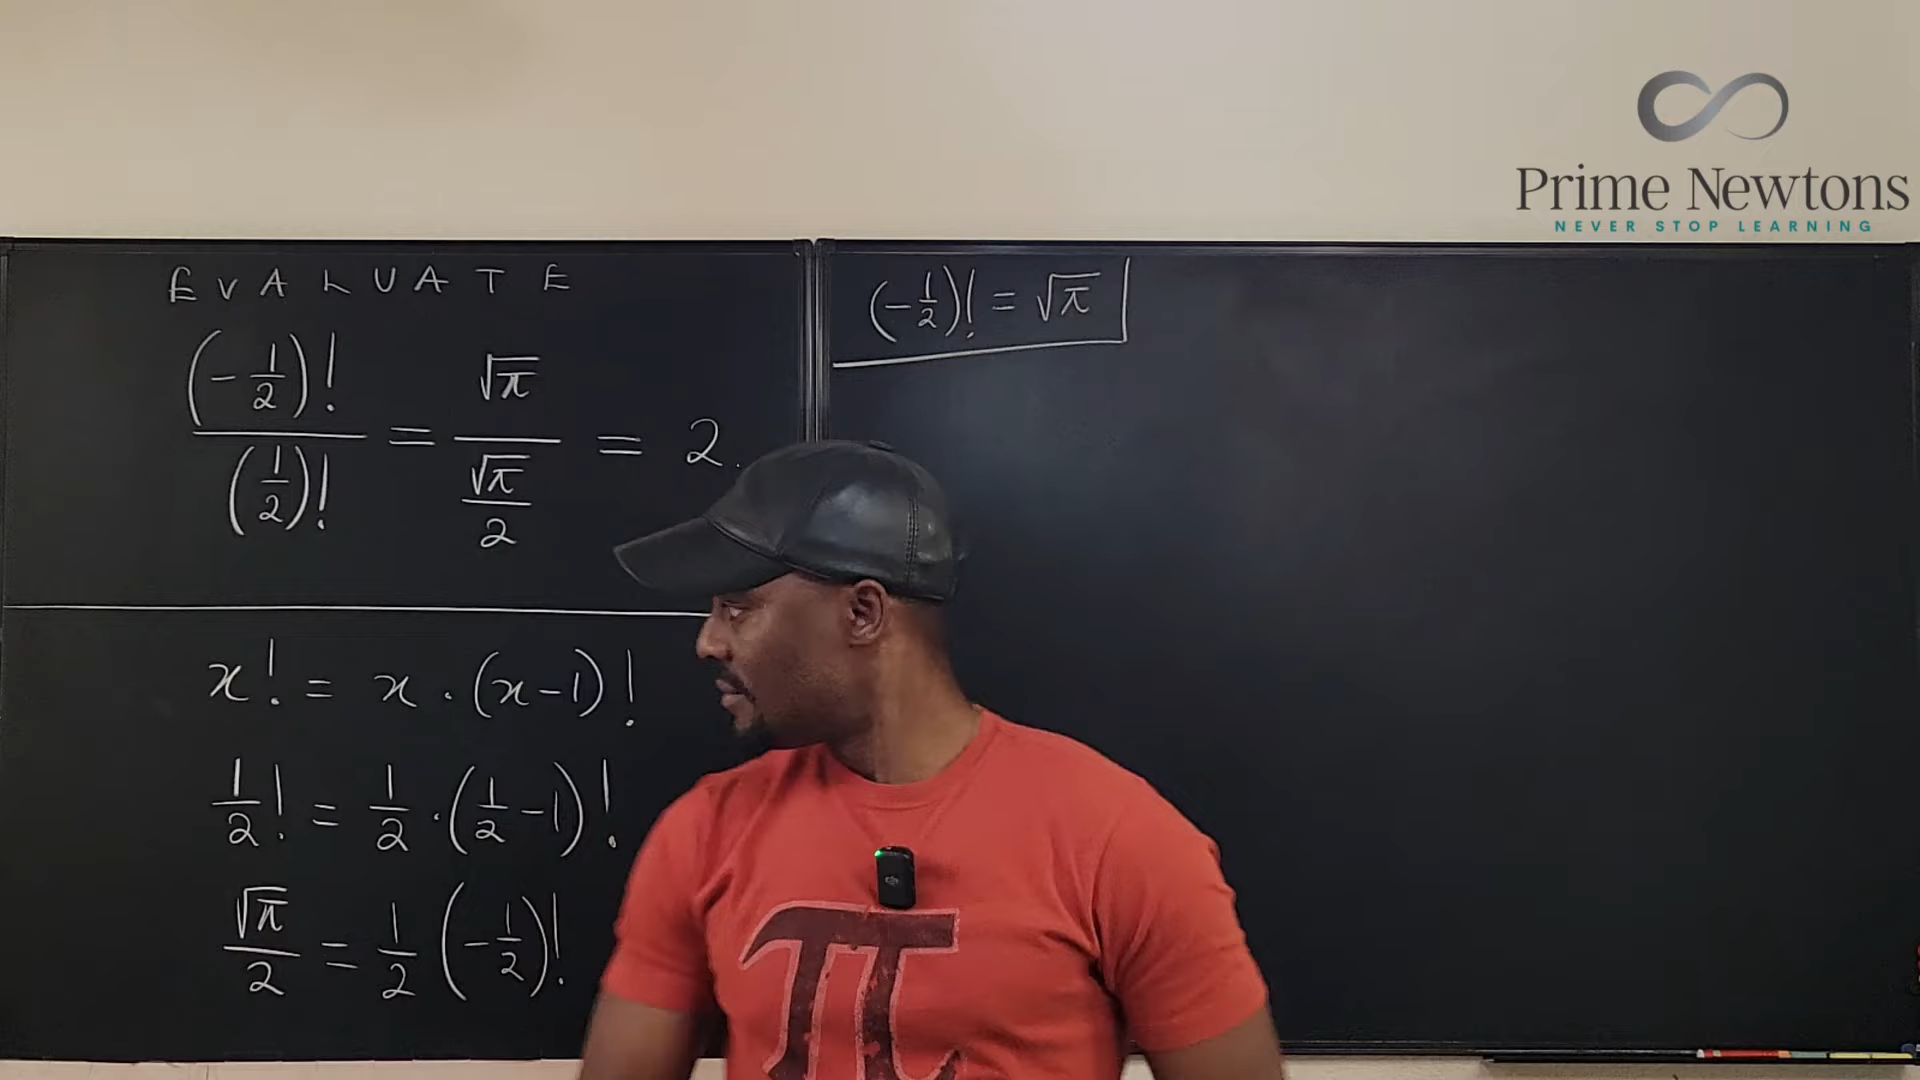 Prime Newtons
NEVER STOP LEARNING
EVALUATE
(-1/2)! / (1/2)! = √π / (√π/2) = 2.
x! = x · (x-1)!
1/2! = 1/2 · (1/2 - 1)!
√π/2 = 1/2 (-1/2)!
(-1/2)! = √π
π